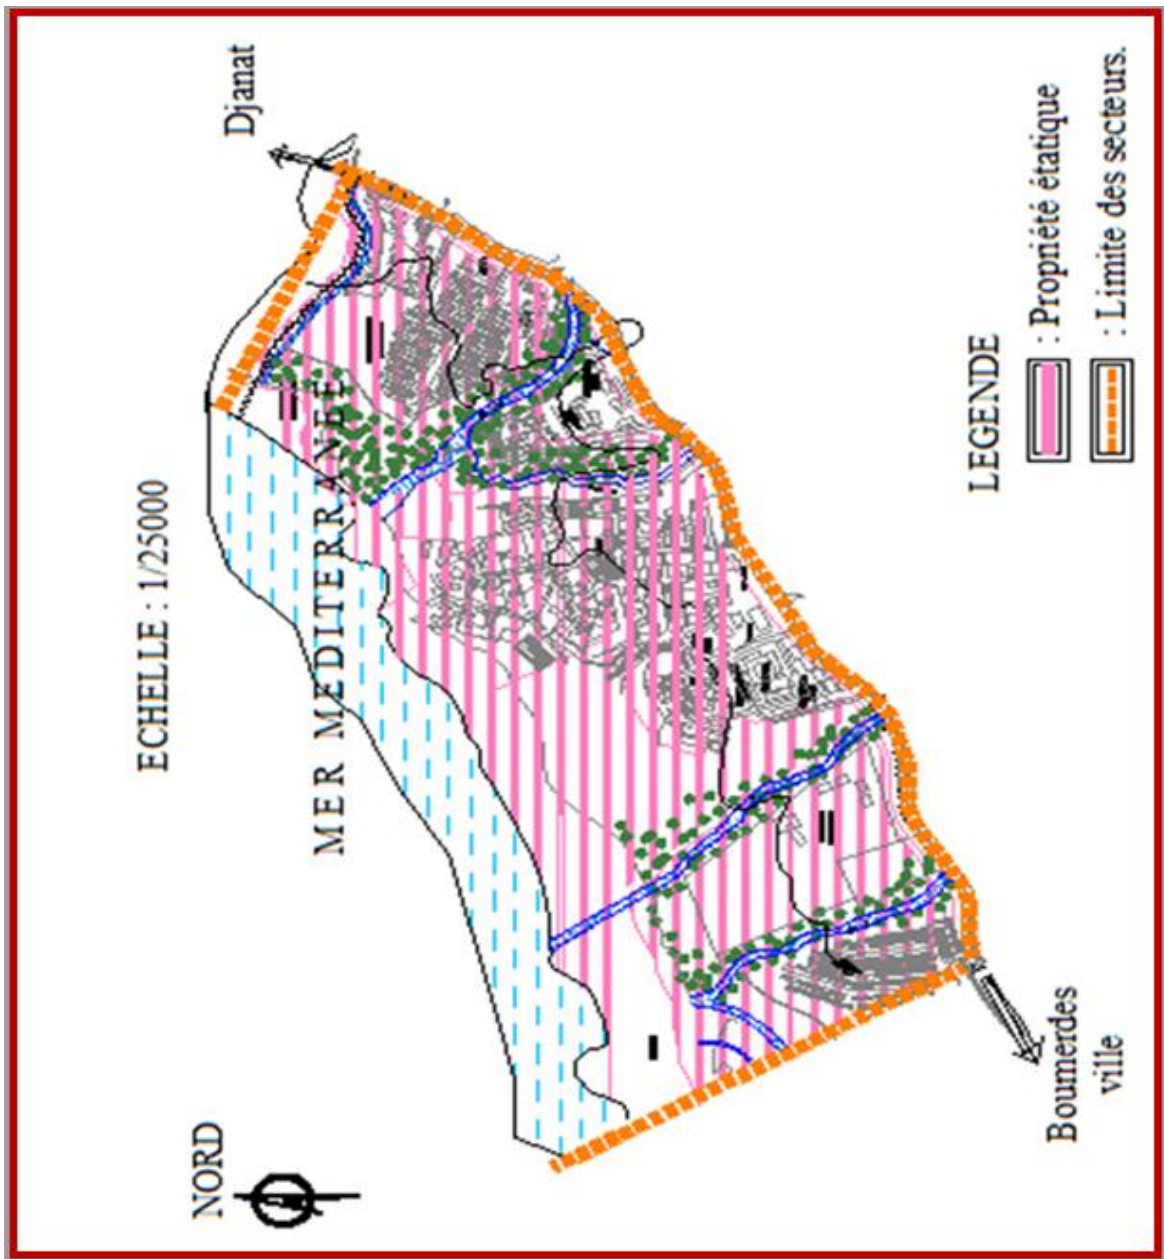 ECHELLE : 1/25000
Djanat
MER MEDITERRANEE
NORD
Boumerdes
ville
LEGENDE
: Propriété étatique
: Limite des secteurs.